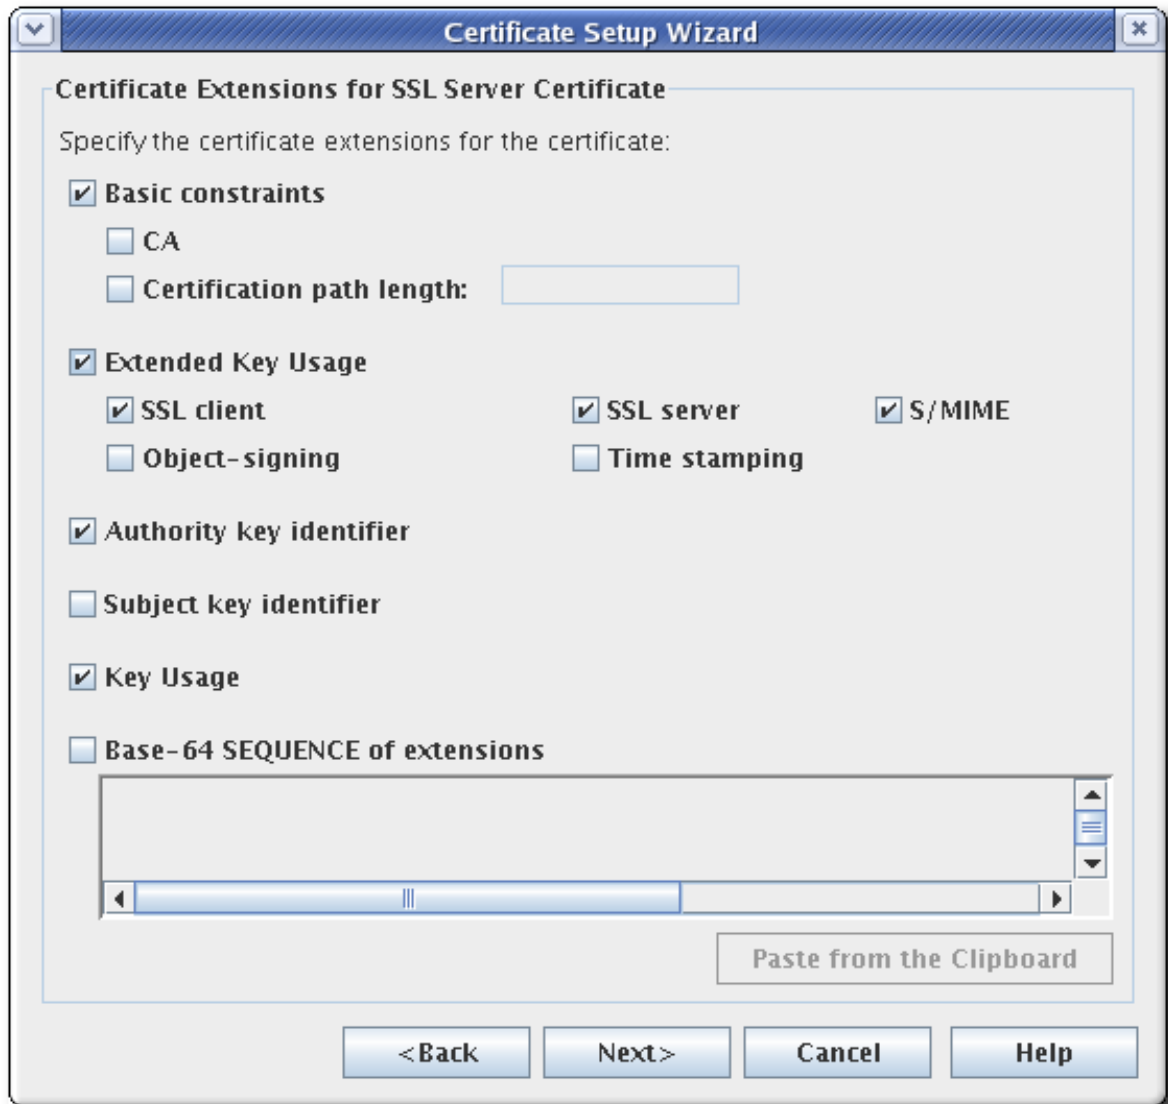 Certificate Setup Wizard
Certificate Extensions for SSL Server Certificate
Specify the certificate extensions for the certificate:
Basic constraints
CA
Certification path length:
Extended Key Usage
SSL client SSL server S/MIME
Object-signing Time stamping
Authority key identifier
Subject key identifier
Key Usage
Base-64 SEQUENCE of extensions
Paste from the Clipboard
<Back Next> Cancel Help